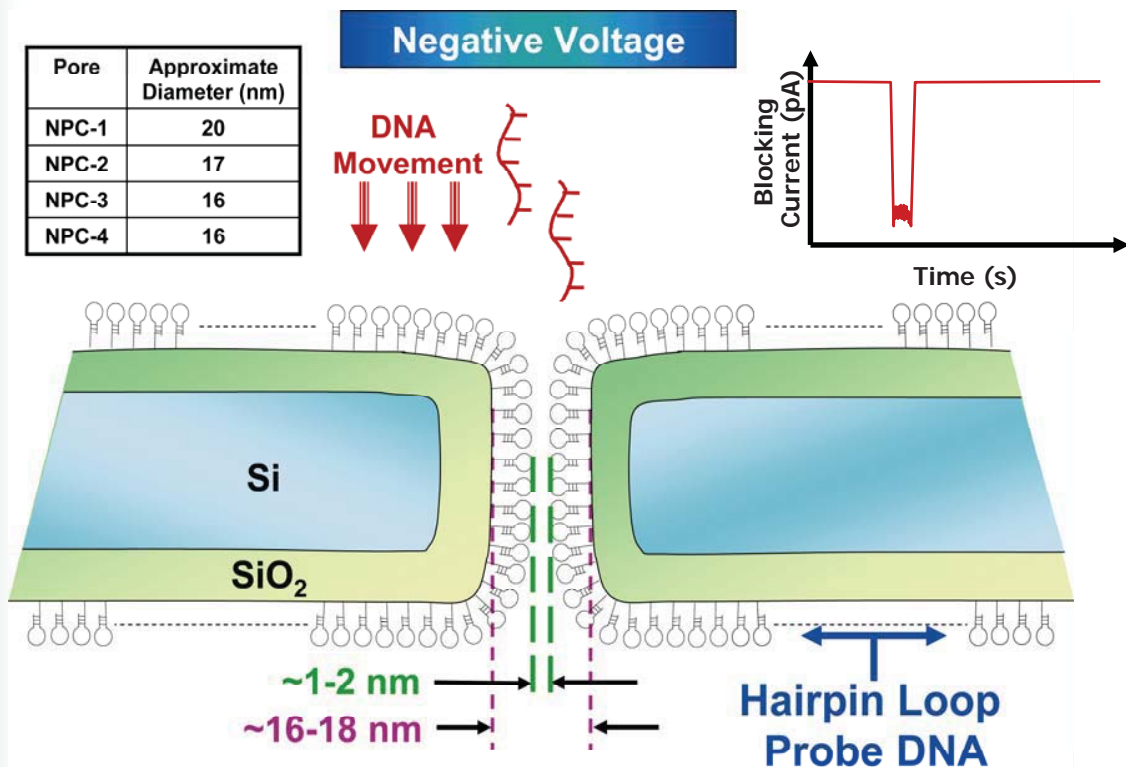 Negative Voltage
Pore Approximate Diameter (nm)
NPC-1 20
NPC-2 17
NPC-3 16
NPC-4 16
DNA
Movement
Blocking
Current (pA)
Time (s)
Si
SiO₂
~1-2 nm
~16-18 nm
Hairpin Loop
Probe DNA